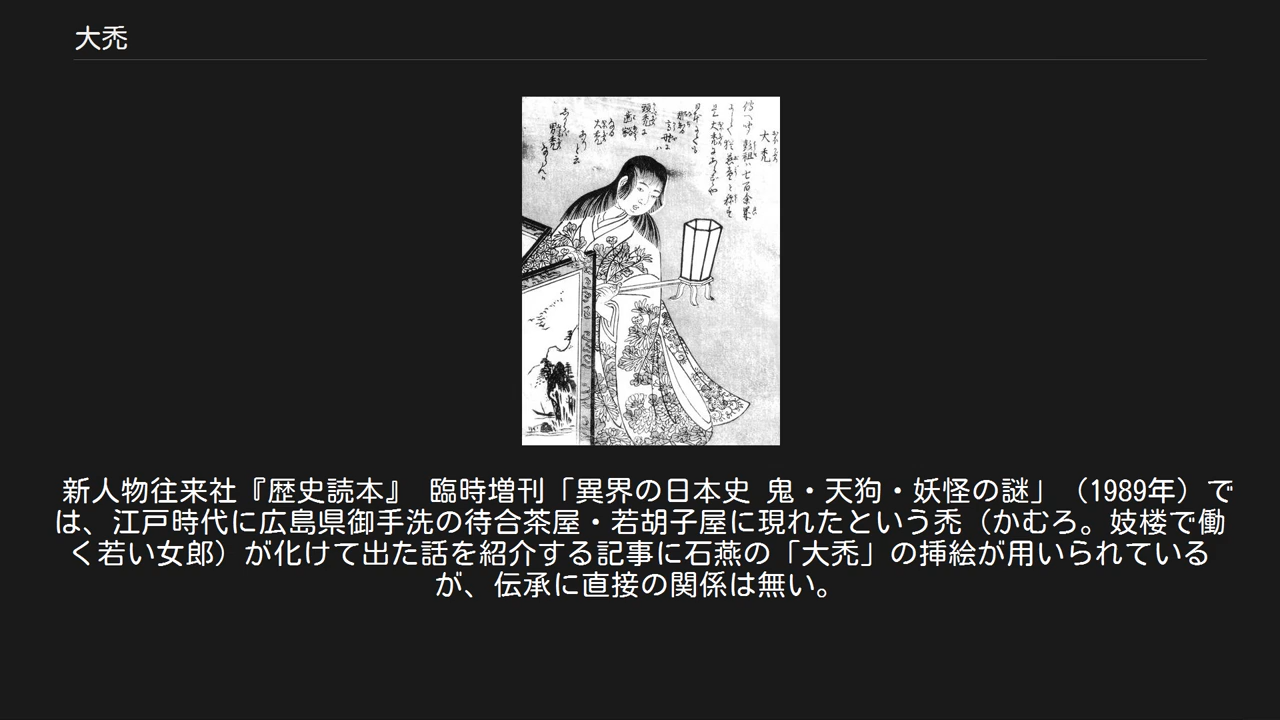 大禿
大禿
新人物往来社『歴史読本』 臨時増刊「異界の日本史 鬼・天狗・妖怪の謎」（1989年）で
は、江戸時代に広島県御手洗の待合茶屋・若胡子屋に現れたという禿（かむろ。妓楼で働
く若い女郎）が化けて出た話を紹介する記事に石燕の「大禿」の挿絵が用いられている
が、伝承に直接の関係は無い。